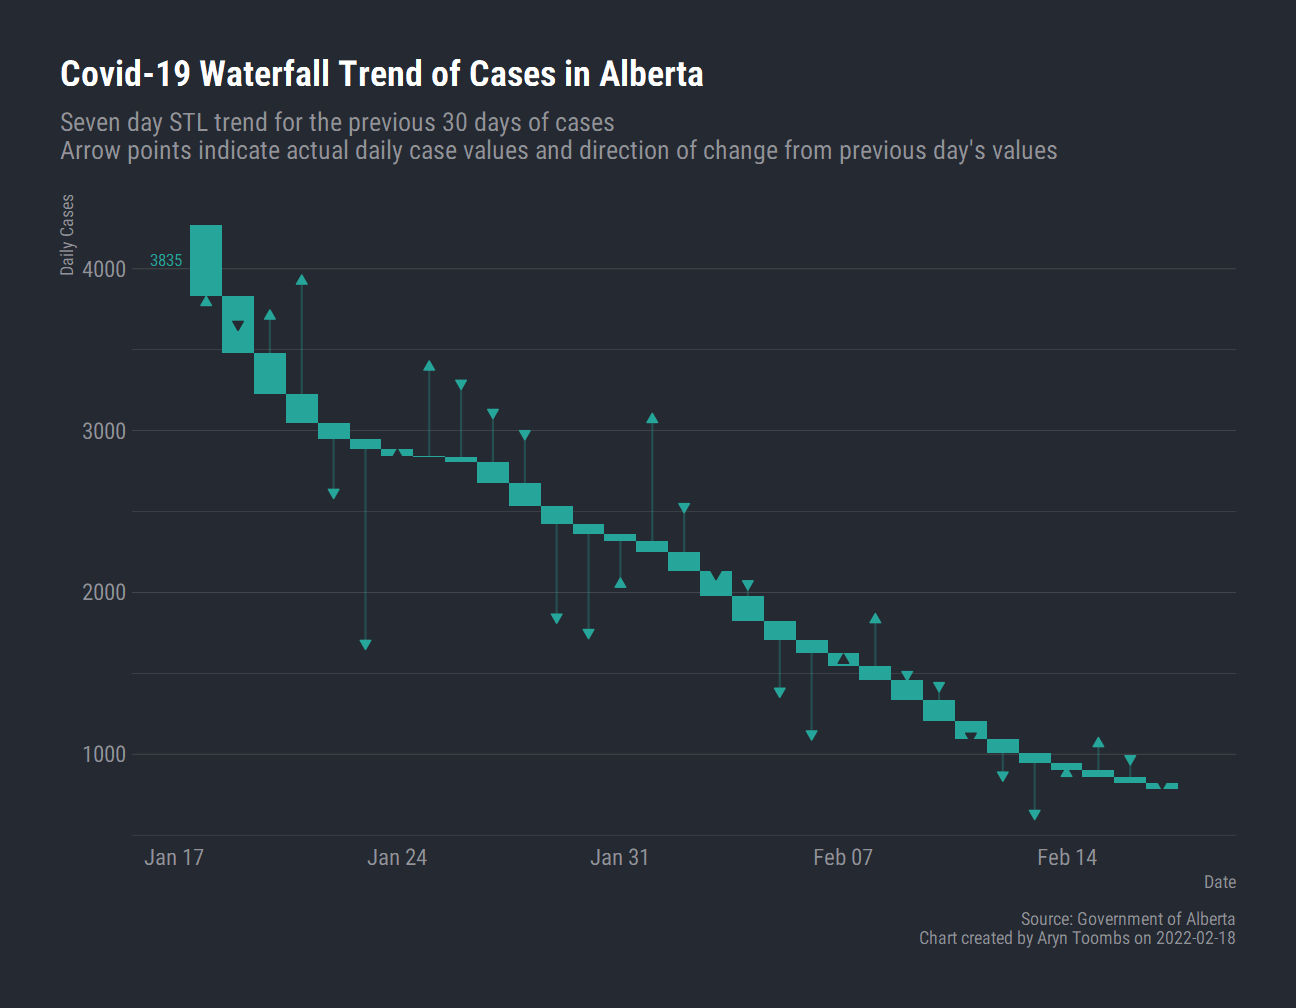 Covid-19 Waterfall Trend of Cases in Alberta
Seven day STL trend for the previous 30 days of cases
Arrow points indicate actual daily case values and direction of change from previous day's values
Daily Cases
3835
4000
3000
2000
1000
Jan 17
Jan 24
Jan 31
Feb 07
Feb 14
Date
Source: Government of Alberta
Chart created by Aryn Toombs on 2022-02-18